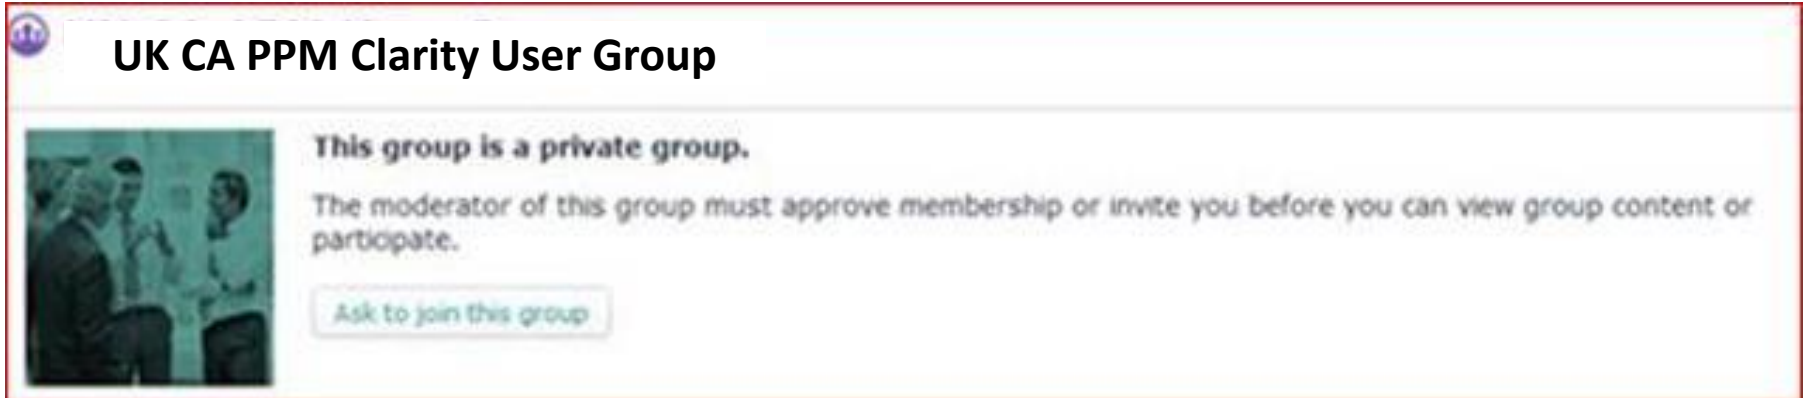 UK CA PPM Clarity User Group
This group is a private group.
The moderator of this group must approve membership or invite you before you can view group content or
participate.
Ask to join this group